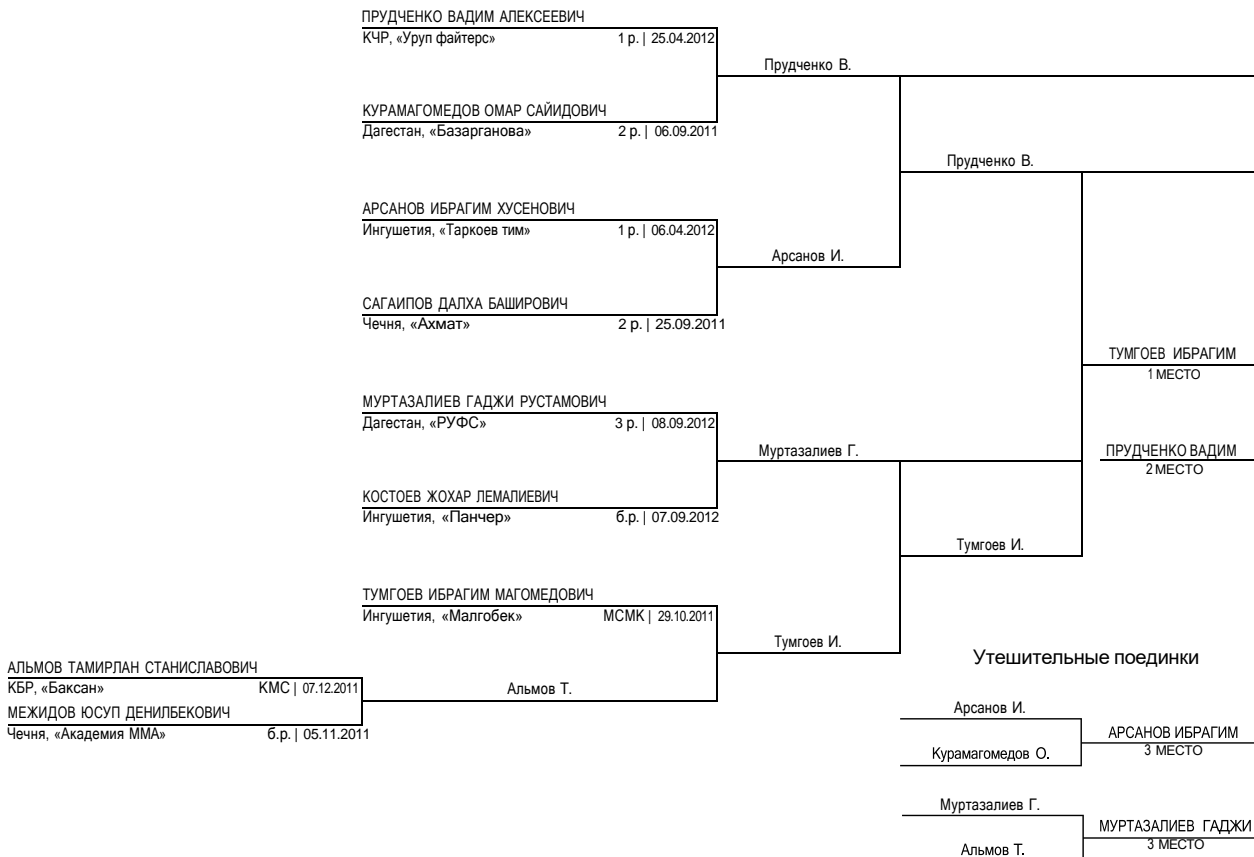 ПРУДЧЕНКО ВАДИМ АЛЕКСЕЕВИЧ
КЧР, «Уруп файтерс» 1 р. | 25.04.2012
Прудченко В.
КУРАМАГОМЕДОВ ОМАР САЙИДОВИЧ
Дагестан, «Базарганова» 2 р. | 06.09.2011
Прудченко В.
АРСАНОВ ИБРАГИМ ХУСЕНОВИЧ
Ингушетия, «Таркоев тим» 1 р. | 06.04.2012
Арсанов И.
САГАИПОВ ДАЛХА БАШИРОВИЧ
Чечня, «Ахмат» 2 р. | 25.09.2011
ТУМГОЕВ ИБРАГИМ
1 МЕСТО
МУРТАЗАЛИЕВ ГАДЖИ РУСТАМОВИЧ
Дагестан, «РУФС» 3 р. | 08.09.2012
Муртазалиев Г.
ПРУДЧЕНКО ВАДИМ
2 МЕСТО
КОСТОЕВ ЖОХАР ЛЕМАЛИЕВИЧ
Ингушетия, «Панчер» б.р. | 07.09.2012
Тумгоев И.
ТУМГОЕВ ИБРАГИМ МАГОМЕДОВИЧ
Ингушетия, «Малгобек» МСМК | 29.10.2011
Тумгоев И.
Утешительные поединки
АЛЬМОВ ТАМИРЛАН СТАНИСЛАВОВИЧ
КБР, «Баксан» КМС | 07.12.2011
Альмов Т.
МЕЖИДОВ ЮСУП ДЕНИЛБЕКОВИЧ
Чечня, «Академия ММА» б.р. | 05.11.2011
Арсанов И.
АРСАНОВ ИБРАГИМ
3 МЕСТО
Курамагомедов О.
Муртазалиев Г.
МУРТАЗАЛИЕВ ГАДЖИ
3 МЕСТО
Альмов Т.